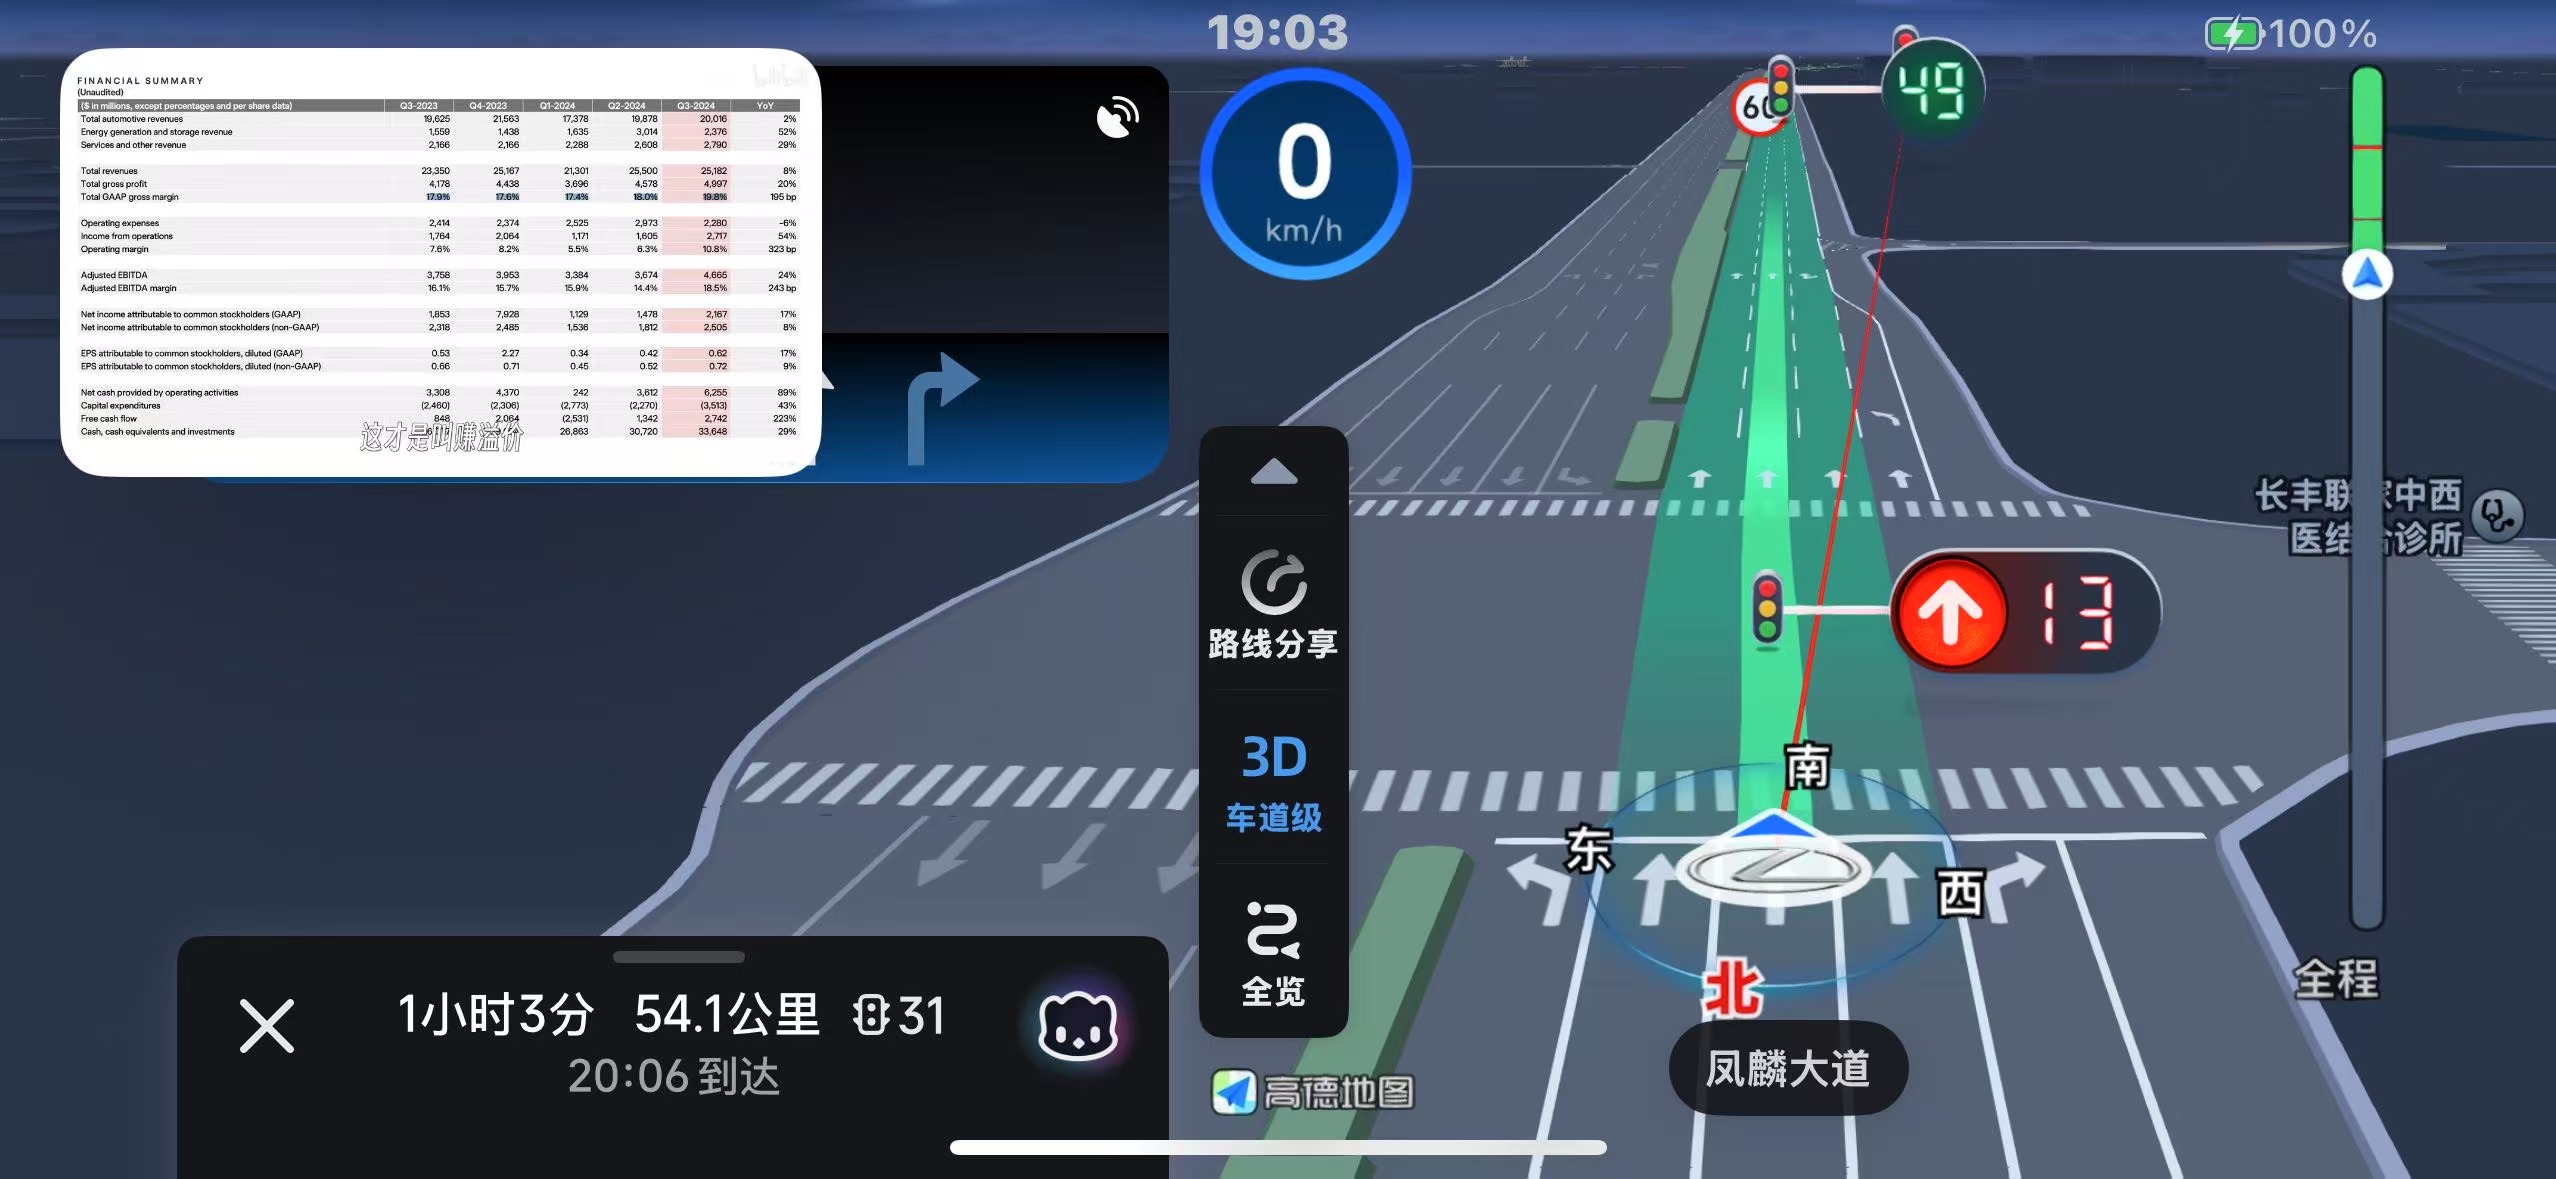 19:03
100%
bilibili
FINANCIAL SUMMARY
(Unaudited)
($ in millions, except percentages and per share data) Q3-2023 Q4-2023 Q1-2024 Q2-2024 Q3-2024 YoY
Total automotive revenues 19,625 21,563 17,378 19,878 20,016 2%
Energy generation and storage revenue 1,559 1,438 1,635 3,014 2,376 52%
Services and other revenue 2,166 2,166 2,288 2,608 2,790 29%
Total revenues 23,350 25,167 21,301 25,500 25,182 8%
Total gross profit 4,178 4,438 3,696 4,578 4,997 20%
Total GAAP gross margin 17.9% 17.6% 17.4% 18.0% 19.8% 195 bp
Operating expenses 2,414 2,374 2,525 2,973 2,280 -6%
Income from operations 1,764 2,064 1,171 1,605 2,717 54%
Operating margin 7.6% 8.2% 5.5% 6.3% 10.8% 323 bp
Adjusted EBITDA 3,758 3,953 3,384 3,674 4,665 24%
Adjusted EBITDA margin 16.1% 15.7% 15.9% 14.4% 18.5% 243 bp
Net income attributable to common stockholders (GAAP) 1,853 7,928 1,129 1,478 2,167 17%
Net income attributable to common stockholders (non-GAAP) 2,318 2,485 1,536 1,812 2,505 8%
EPS attributable to common stockholders, diluted (GAAP) 0.53 2.27 0.34 0.42 0.62 17%
EPS attributable to common stockholders, diluted (non-GAAP) 0.66 0.71 0.45 0.52 0.72 9%
Net cash provided by operating activities 3,308 4,370 242 3,612 6,255 89%
Capital expenditures (2,460) (2,306) (2,773) (2,270) (3,513) 43%
Free cash flow 848 2,064 (2,531) 1,342 2,742 223%
Cash, cash equivalents and investments 26,863 30,720 33,648 29%
这才是叫赚溢价
0
km/h
60
49
13
长丰联家中西
医结合诊所
路线分享
3D
车道级
全览
南
东
西
北
全程
凤麟大道
高德地图
1小时3分 54.1公里 31
20:06到达